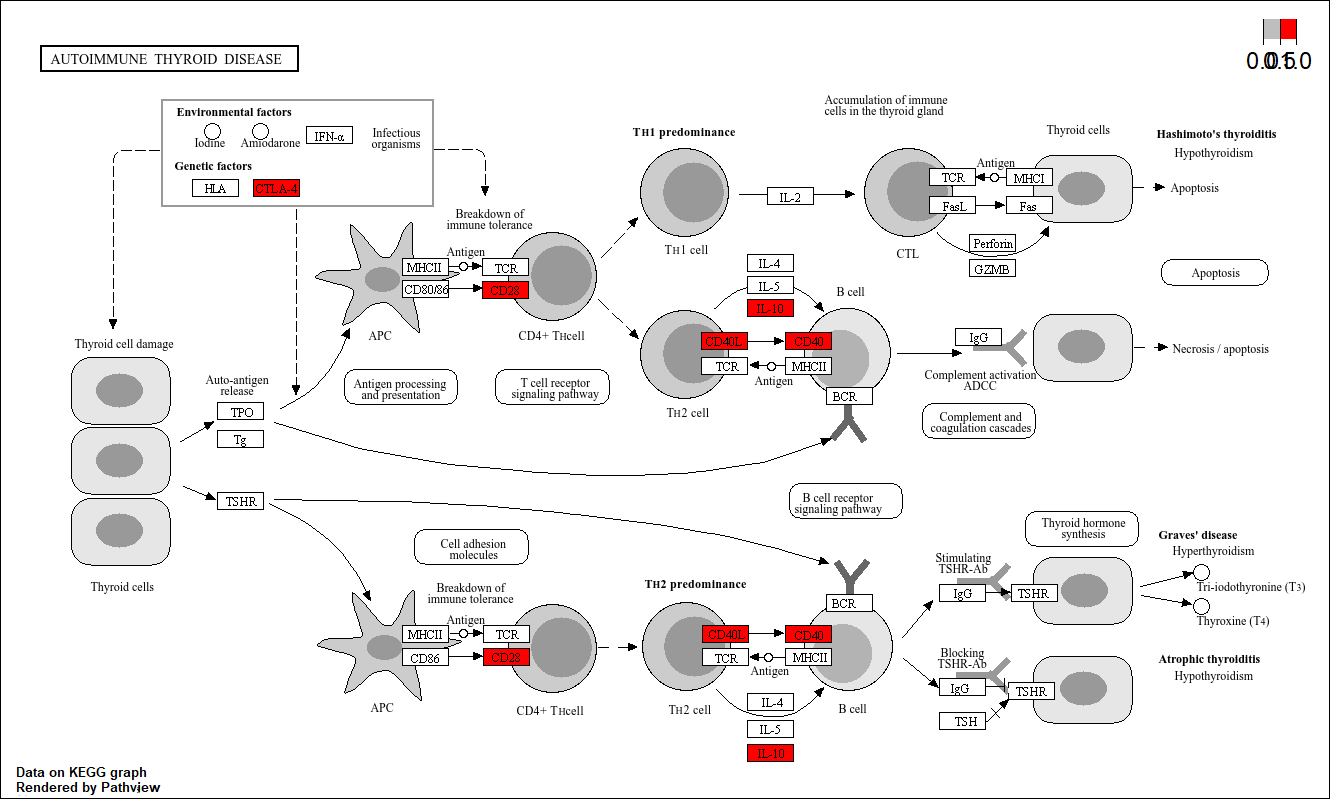 AUTOIMMUNE THYROID DISEASE
Environmental factors
Iodine
Amiodarone
IFN-α
Infectious
organisms
Genetic factors
HLA
CTLA-4
Breakdown of
immune tolerance
Antigen
MHCII
TCR
CD80/86
CD28
APC
CD4+ THcell
TH1 predominance
TH1 cell
IL-2
Accumulation of immune
cells in the thyroid gland
CTL
Antigen
TCR
MHCI
FasL
Fas
Perforin
GZMB
Thyroid cells
Hashimoto's thyroiditis
Hypothyroidism
Apoptosis
Apoptosis
IL-4
IL-5
IL-10
B cell
CD40L
CD40
TCR
MHCII
Antigen
TH2 cell
BCR
IgG
Complement activation
ADCC
Necrosis / apoptosis
Complement and
coagulation cascades
Thyroid cell damage
Auto-antigen
release
TPO
Tg
TSHR
Thyroid cells
Antigen processing
and presentation
T cell receptor
signaling pathway
B cell receptor
signaling pathway
Cell adhesion
molecules
Breakdown of
immune tolerance
Antigen
MHCII
TCR
CD86
CD28
APC
CD4+ THcell
TH2 predominance
CD40L
CD40
TCR
MHCII
Antigen
TH2 cell
IL-4
IL-5
IL-10
BCR
B cell
Thyroid hormone
synthesis
Stimulating
TSHR-Ab
IgG
TSHR
Graves' disease
Hyperthyroidism
Tri-iodothyronine (T3)
Thyroxine (T4)
Blocking
TSHR-Ab
IgG
TSHR
TSH
Atrophic thyroiditis
Hypothyroidism
Data on KEGG graph
Rendered by Pathview